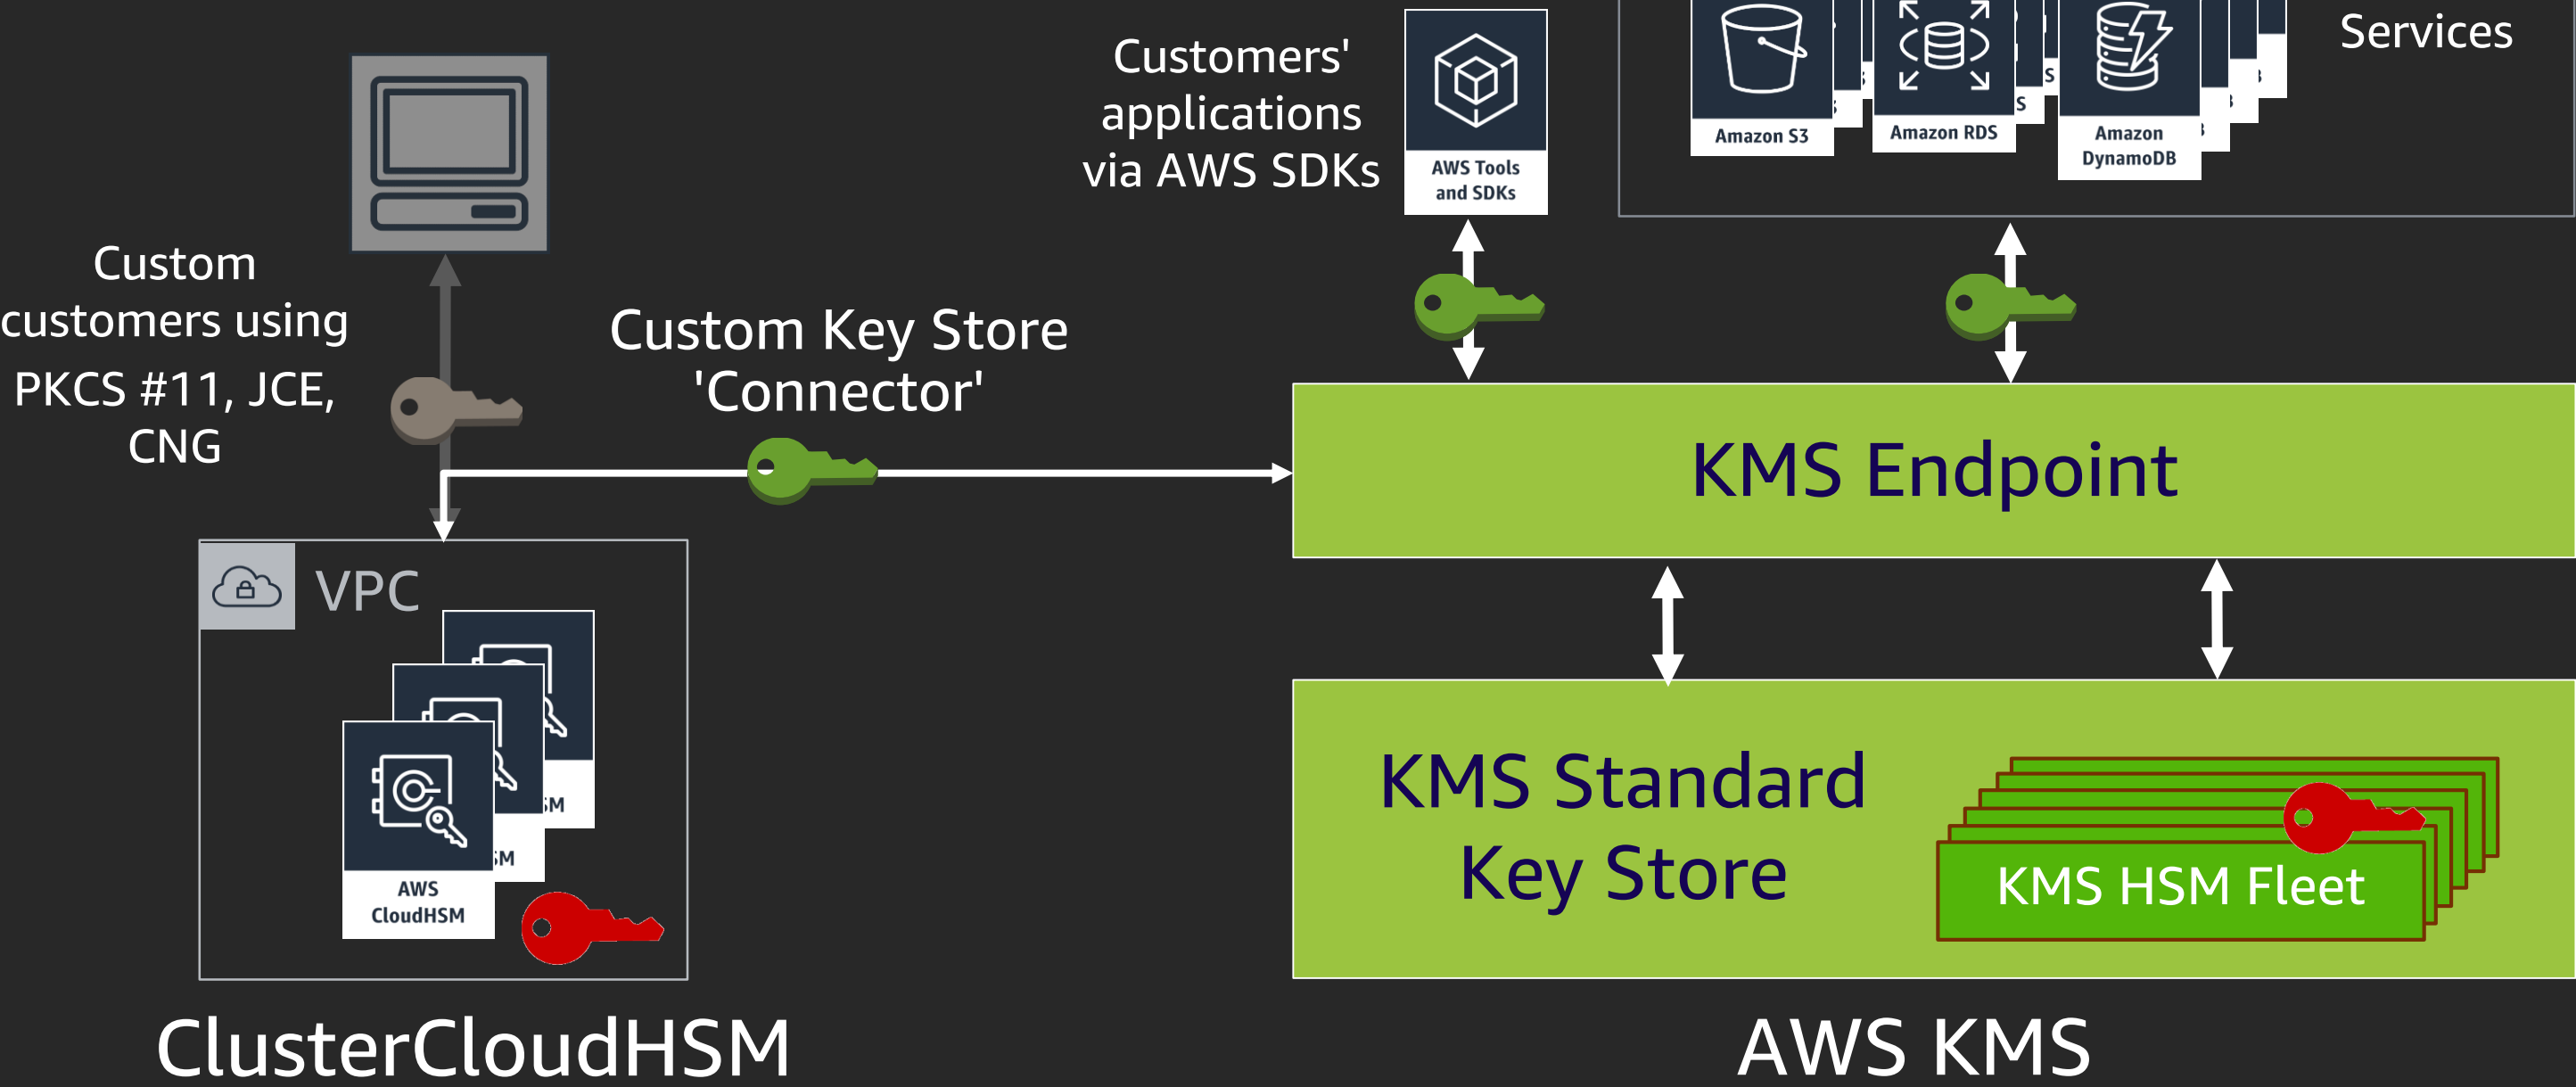 Services
Customers'
applications
via AWS SDKs
AWS Tools
and SDKs
Amazon S3
Amazon RDS
Amazon
DynamoDB
S
S
Custom
customers using
PKCS #11, JCE,
CNG
Custom Key Store
'Connector'
KMS Endpoint
VPC
SM
SM
AWS
CloudHSM
KMS Standard
Key Store
KMS HSM Fleet
ClusterCloudHSM
AWS KMS